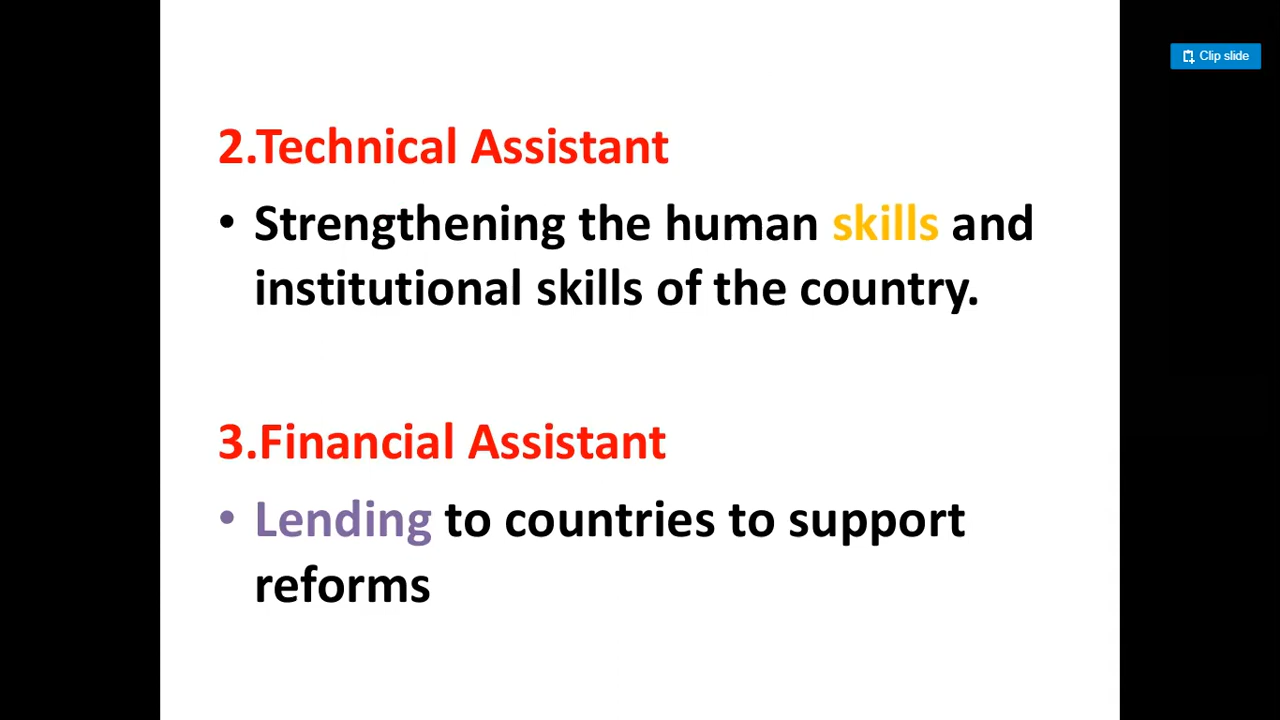 Clip slide
2.Technical Assistant
• Strengthening the human skills and
institutional skills of the country.
3.Financial Assistant
• Lending to countries to support
reforms